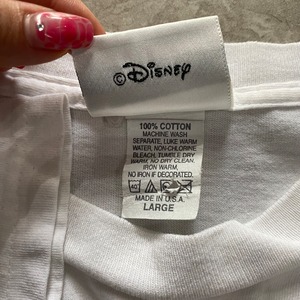 © Disney
100% COTTON
MACHINE WASH
SEPARATE, LUKE WARM
WATER, NON-CHLORINE
BLEACH, TUMBLE DRY
WARM, NO DRY CLEAN.
IRON WARM.
NO IRON IF DECORATED.
40°
MADE IN U.S.A.
LARGE